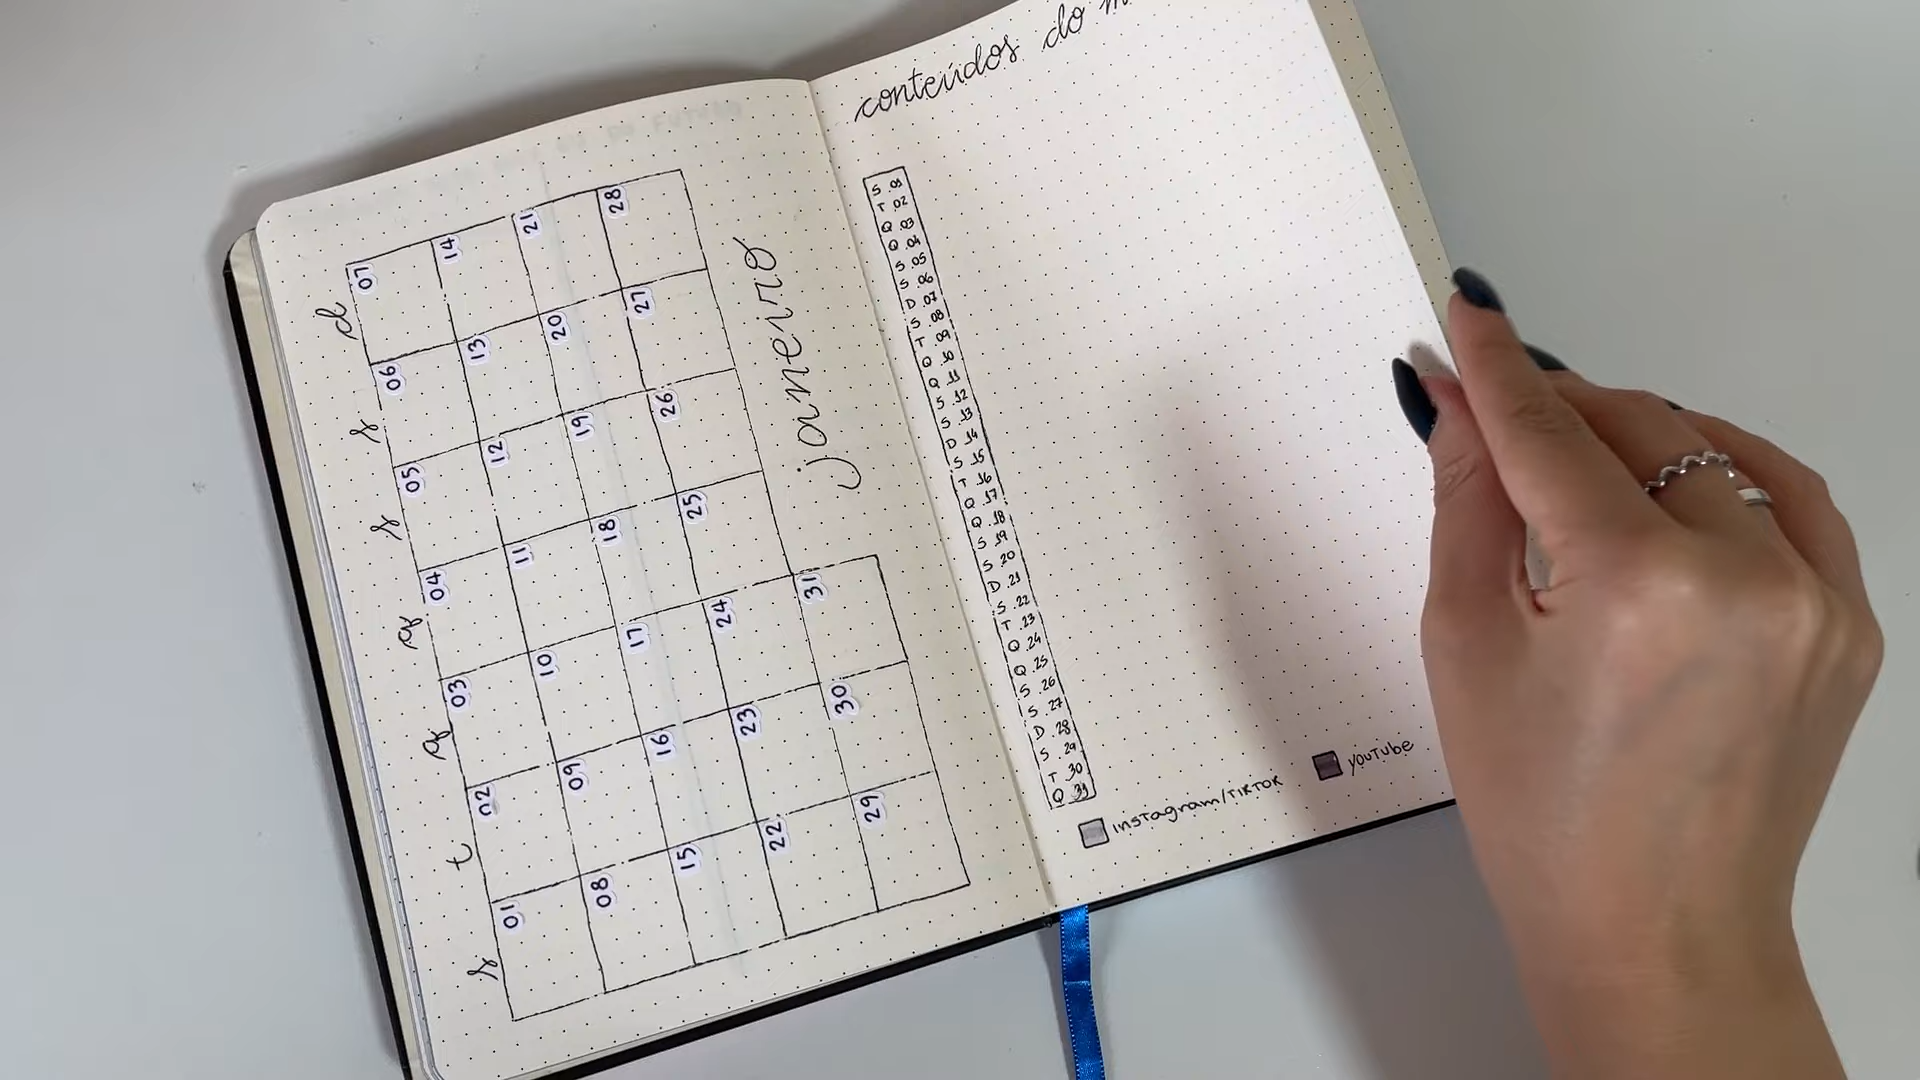 janeiro
s t q q s s d
01 02 03 04 05 06 07
08 09 10 11 12 13 14
15 16 17 18 19 20 21
22 23 24 25 26 27 28
29 30 31
conteúdos do
S 01
T 02
Q 03
Q 04
S 05
S 06
D 07
S 08
T 09
Q 10
Q 11
S 12
S 13
D 14
S 15
T 16
Q 17
Q 18
S 19
S 20
D 21
S 22
T 23
Q 24
Q 25
S 26
S 27
D 28
S 29
T 30
Q 31
Instagram/TikTok
YouTube